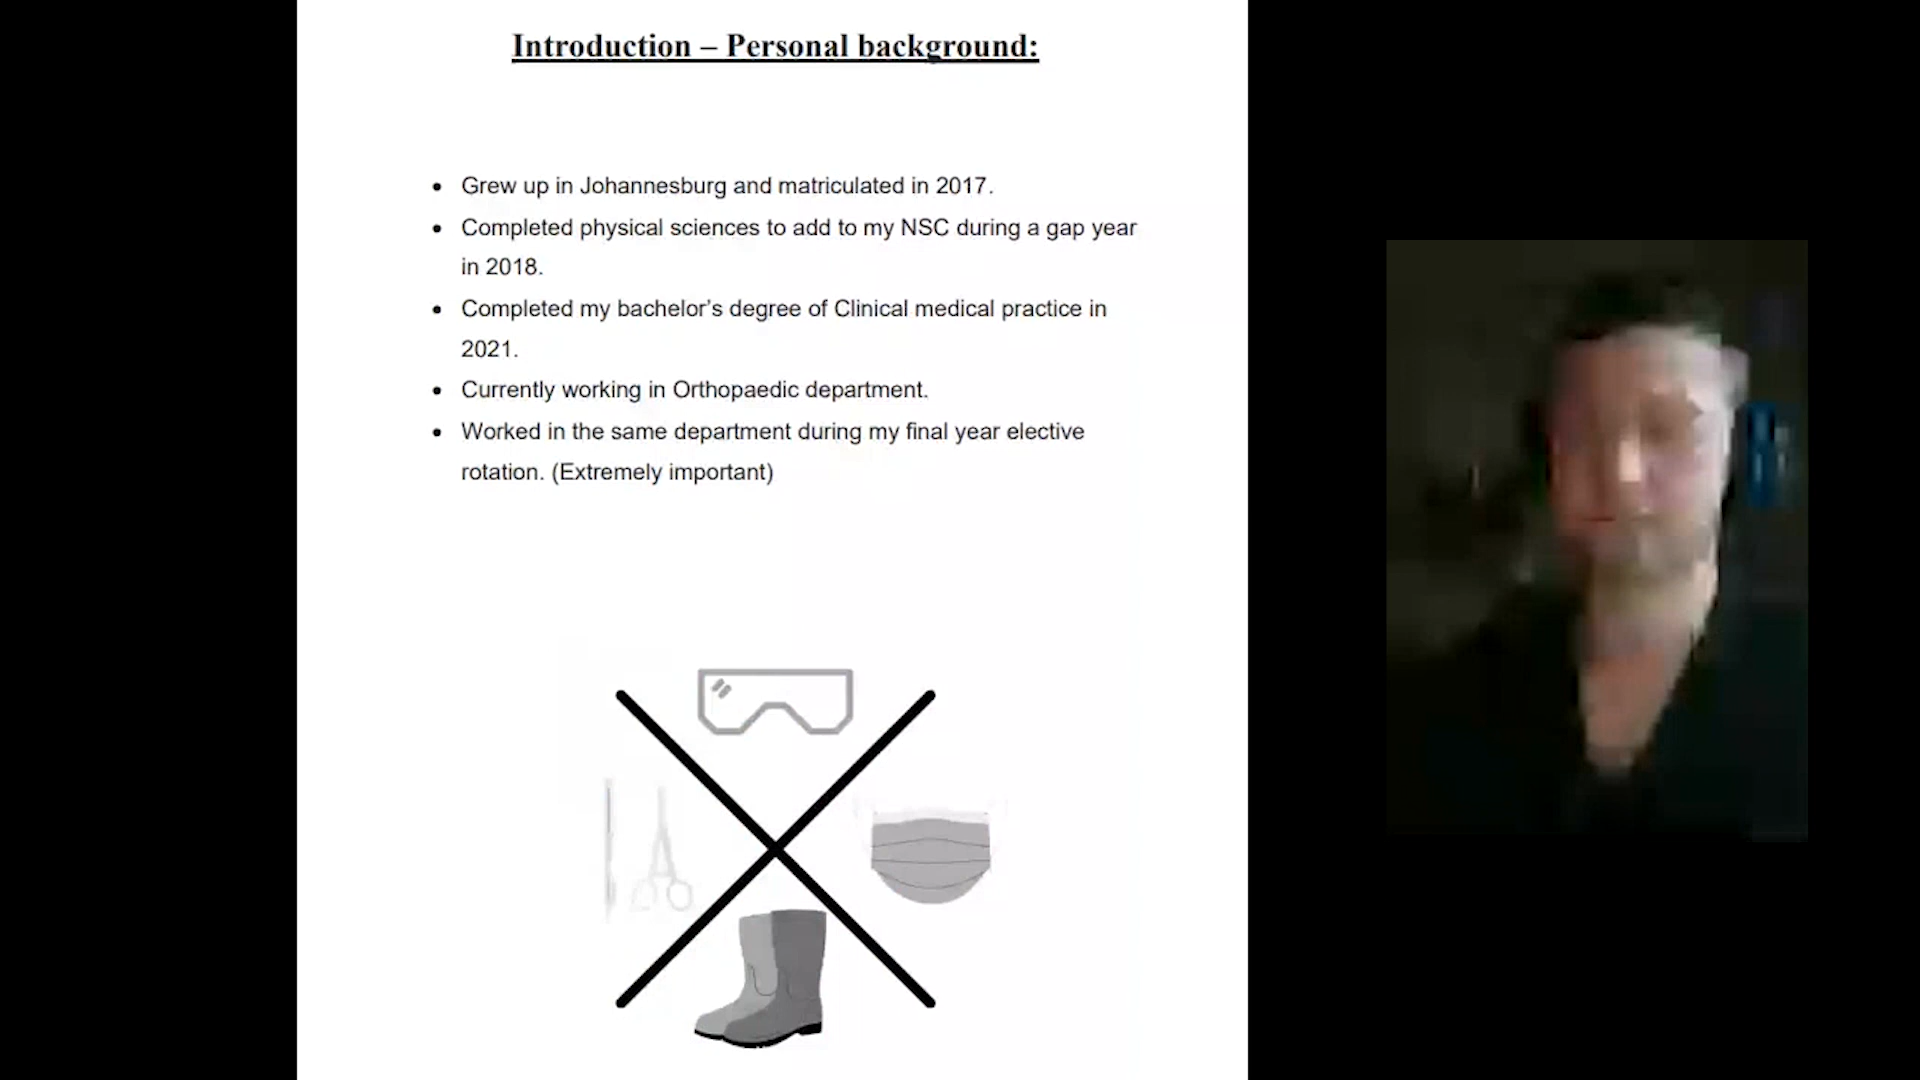 Introduction – Personal background:
Grew up in Johannesburg and matriculated in 2017.
Completed physical sciences to add to my NSC during a gap year
in 2018.
Completed my bachelor's degree of Clinical medical practice in
2021.
Currently working in Orthopaedic department.
Worked in the same department during my final year elective
rotation. (Extremely important)